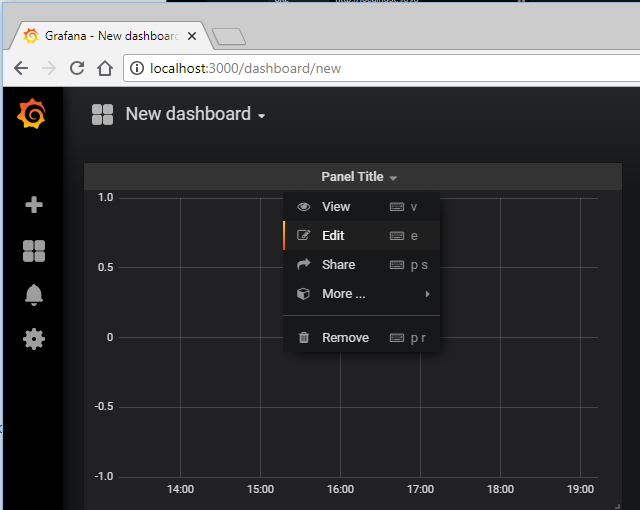 Grafana - New dashboard
localhost:3000/dashboard/new
New dashboard
Panel Title
View v
Edit e
Share p s
More ...
Remove p r
1.0
0.5
0
-0.5
-1.0
14:00 15:00 16:00 17:00 18:00 19:00